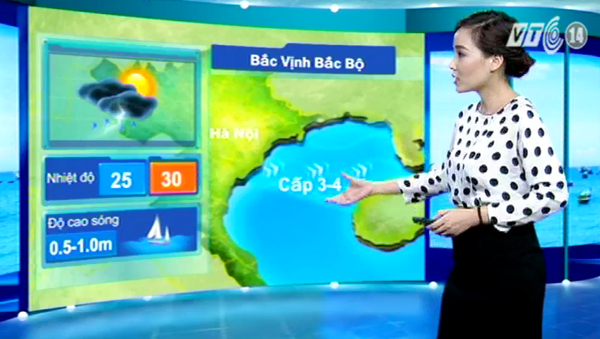 VTC 14
Bắc Vịnh Bắc Bộ
Hà Nội
Cấp 3-4
Nhiệt độ 25 30
Độ cao sóng
0.5-1.0m